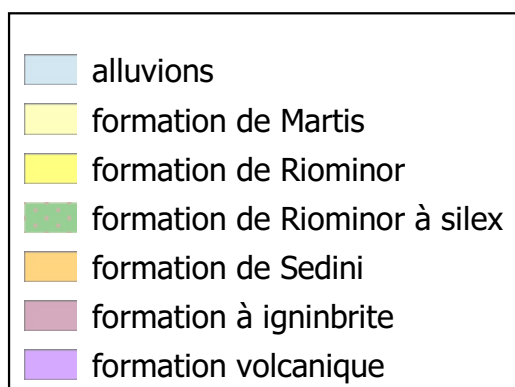 alluvions
formation de Martis
formation de Riominor
formation de Riominor à silex
formation de Sedini
formation à igninbrite
formation volcanique